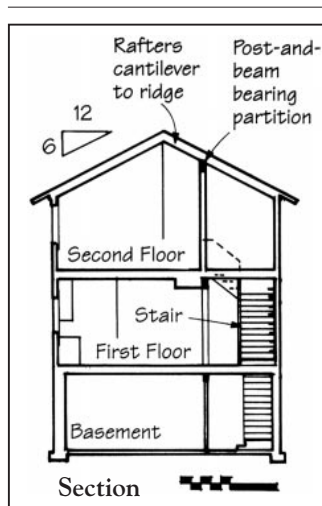 Rafters
cantilever
to ridge
Post-and-
beam
bearing
partition
12
6
Second Floor
Stair
First Floor
Basement
Section